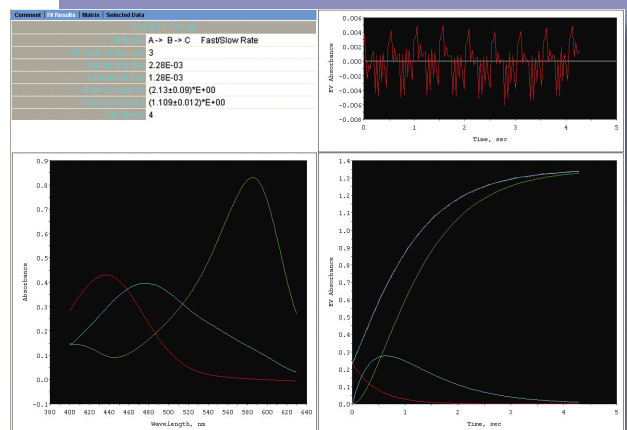 Comment Fit Results Matrix Selected Data
A -> B -> C Fast/Slow Rate
3
2.28E-03
1.28E-03
(2.13±0.09)*E+00
(1.109±0.012)*E+00
4
0.006
0.004
0.002
0.000
-0.002
-0.004
-0.006
-0.008
EV Absorbance
0 1 2 3 4 5
Time, sec
0.9
0.8
0.7
0.6
0.5
0.4
0.3
0.2
0.1
0.0
-0.1
Absorbance
380 400 420 440 460 480 500 520 540 560 580 600 620 640
Wavelength, nm
1.4
1.3
1.2
1.1
1.0
0.9
0.8
0.7
0.6
0.5
0.4
0.3
0.2
0.1
0.0
EV Absorbance
0 1 2 3 4 5
Time, sec